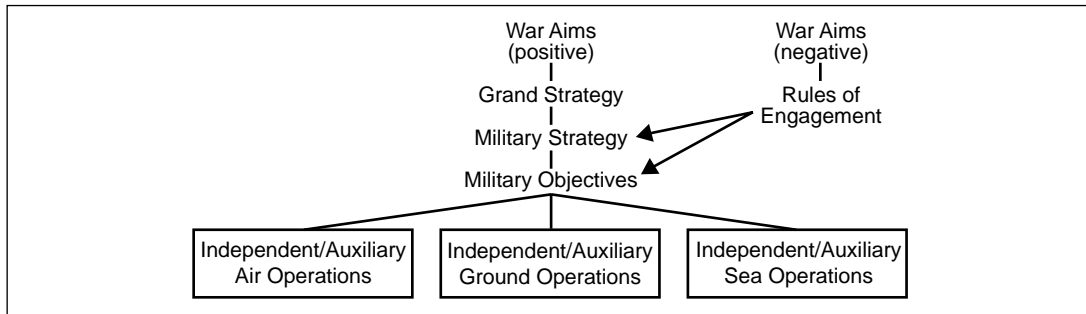 War Aims
(positive)
War Aims
(negative)
Grand Strategy
Rules of
Engagement
Military Strategy
Military Objectives
Independent/Auxiliary
Air Operations
Independent/Auxiliary
Ground Operations
Independent/Auxiliary
Sea Operations